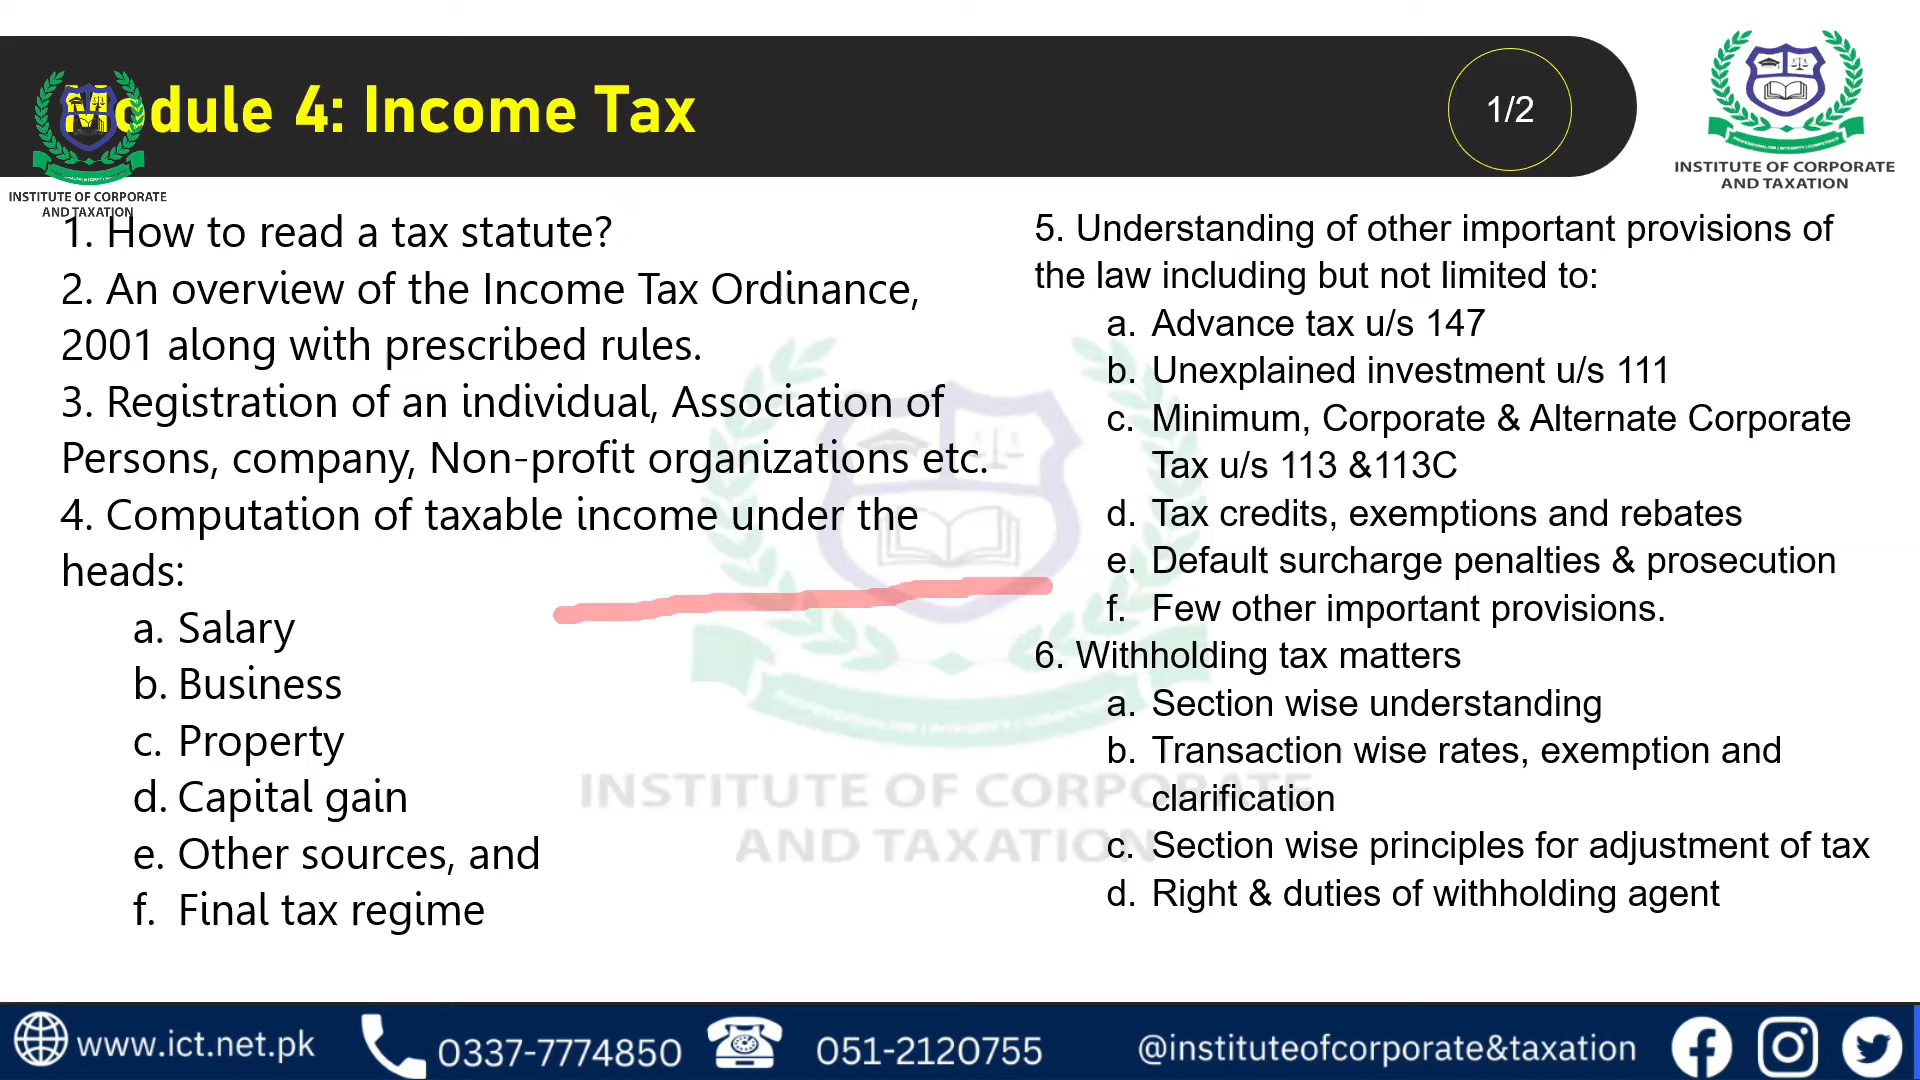 Module 4: Income Tax
1/2
INSTITUTE OF CORPORATE
AND TAXATION
INSTITUTE OF CORPORATE
AND TAXATION
1. How to read a tax statute?
2. An overview of the Income Tax Ordinance,
2001 along with prescribed rules.
3. Registration of an individual, Association of
Persons, company, Non-profit organizations etc.
4. Computation of taxable income under the
heads:
a. Salary
b. Business
c. Property
d. Capital gain
e. Other sources, and
f. Final tax regime
5. Understanding of other important provisions of
the law including but not limited to:
a. Advance tax u/s 147
b. Unexplained investment u/s 111
c. Minimum, Corporate & Alternate Corporate
Tax u/s 113 &113C
d. Tax credits, exemptions and rebates
e. Default surcharge penalties & prosecution
f. Few other important provisions.
6. Withholding tax matters
a. Section wise understanding
b. Transaction wise rates, exemption and
clarification
c. Section wise principles for adjustment of tax
d. Right & duties of withholding agent
INSTITUTE OF CORPORATE
AND TAXATION
www.ict.net.pk
0337-7774850
051-2120755
@instituteofcorporate&taxation